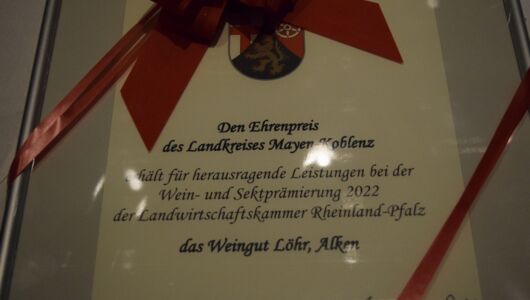 Den Ehrenpreis
des Landkreises Mayen-Koblenz
erhält für herausragende Leistungen bei der
Wein- und Sektprämierung 2022
der Landwirtschaftskammer Rheinland-Pfalz
das Weingut Löhr, Alken